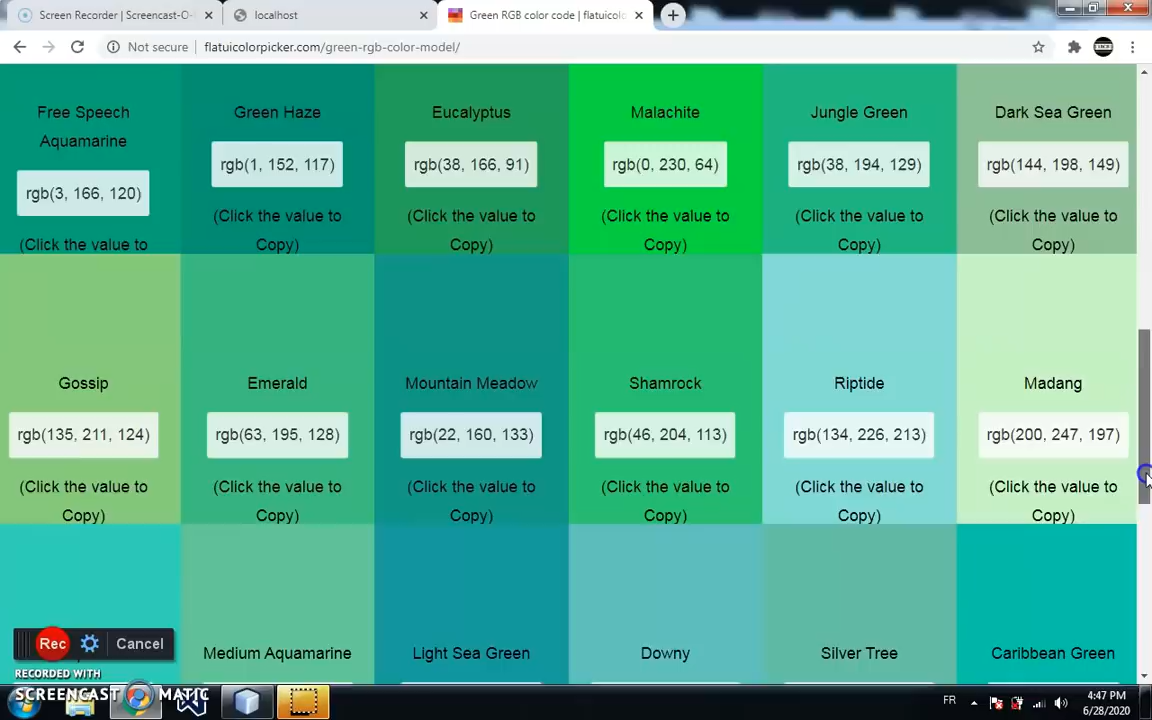 Screen Recorder | Screencast-O-
localhost
Green RGB color code | flatuicolo
Not secure
flatuicolorpicker.com/green-rgb-color-model/
Free Speech
Aquamarine
rgb(3, 166, 120)
(Click the value to
Green Haze
rgb(1, 152, 117)
(Click the value to
Copy)
Eucalyptus
rgb(38, 166, 91)
(Click the value to
Copy)
Malachite
rgb(0, 230, 64)
(Click the value to
Copy)
Jungle Green
rgb(38, 194, 129)
(Click the value to
Copy)
Dark Sea Green
rgb(144, 198, 149)
(Click the value to
Copy)
Gossip
rgb(135, 211, 124)
(Click the value to
Copy)
Emerald
rgb(63, 195, 128)
(Click the value to
Copy)
Mountain Meadow
rgb(22, 160, 133)
(Click the value to
Copy)
Shamrock
rgb(46, 204, 113)
(Click the value to
Copy)
Riptide
rgb(134, 226, 213)
(Click the value to
Copy)
Madang
rgb(200, 247, 197)
(Click the value to
Copy)
Medium Aquamarine
Light Sea Green
Downy
Silver Tree
Caribbean Green
Rec
Cancel
RECORDED WITH
SCREENCAST MATIC
FR
4:47 PM
6/28/2020